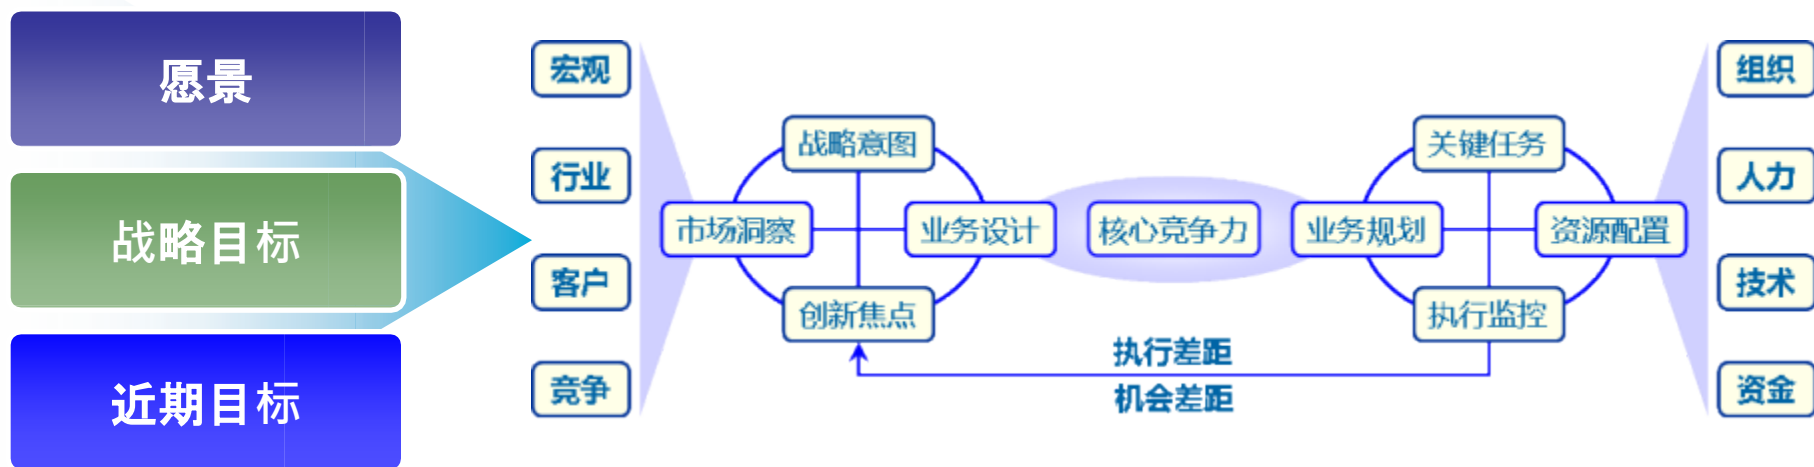 愿景
战略目标
近期目标
宏观
行业
客户
竞争
战略意图
市场洞察
业务设计
创新焦点
核心竞争力
关键任务
业务规划
资源配置
执行监控
执行差距
机会差距
组织
人力
技术
资金